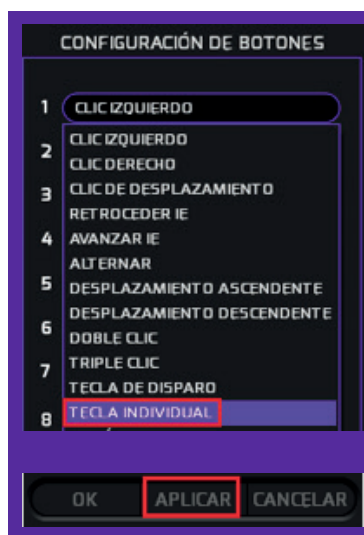 CONFIGURACIÓN DE BOTONES
1 CLIC IZQUIERDO
CLIC IZQUIERDO
2 CLIC DERECHO
3 CLIC DE DESPLAZAMIENTO
RETROCEDER IE
4 AVANZAR IE
ALTERNAR
5 DESPLAZAMIENTO ASCENDENTE
6 DESPLAZAMIENTO DESCENDENTE
DOBLE CLIC
7 TRIPLE CLIC
TECLA DE DISPARO
8 TECLA INDIVIDUAL
OK APLICAR CANCELAR